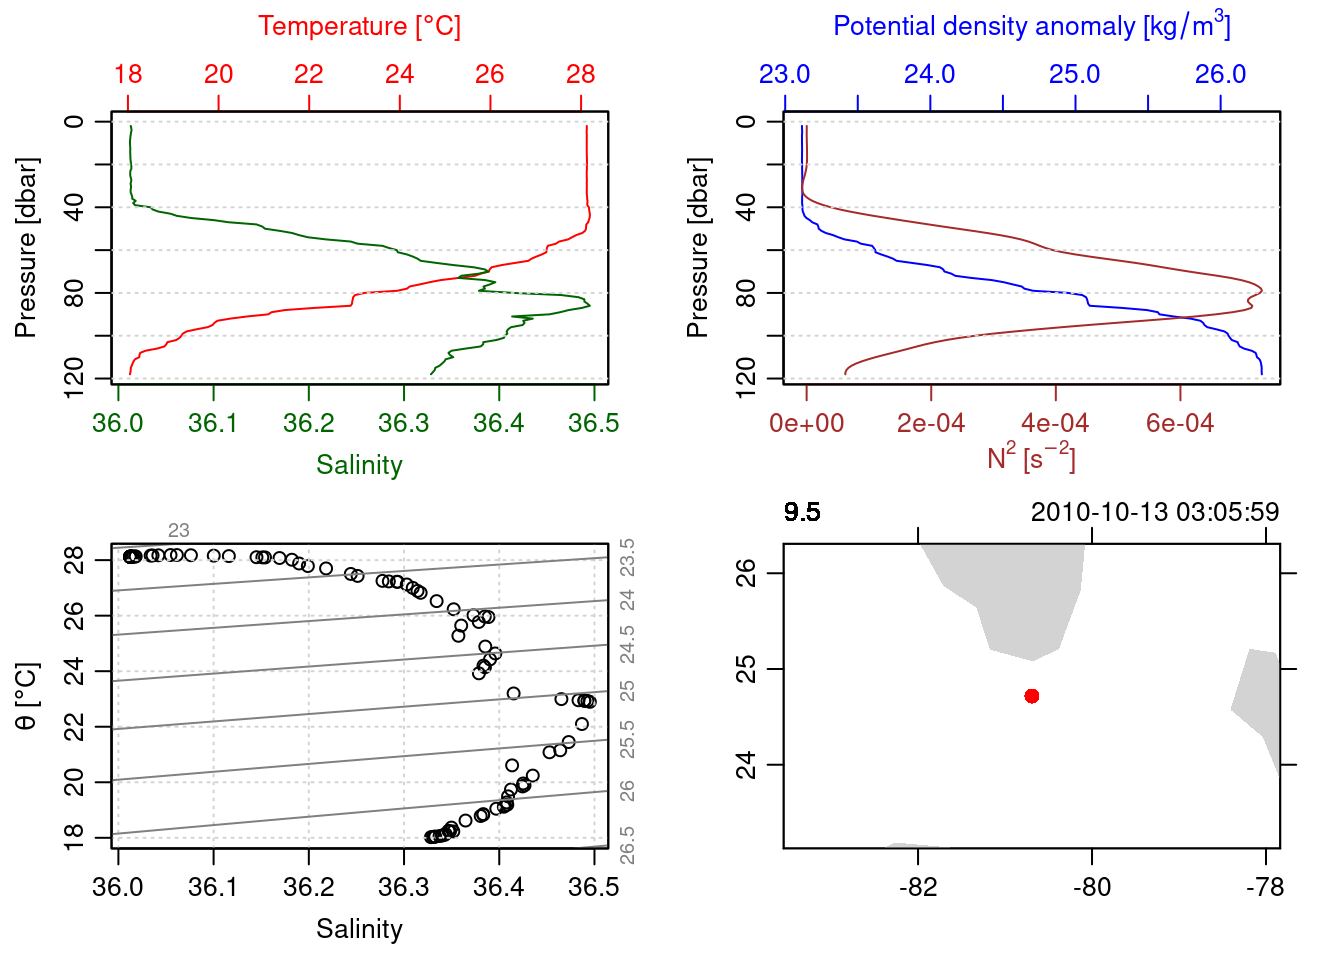 Temperature [°C]
18 20 22 24 26 28
Pressure [dbar]
0
40
80
120
36.0 36.1 36.2 36.3 36.4 36.5
Salinity
Potential density anomaly [kg/m³]
23.0 24.0 25.0 26.0
Pressure [dbar]
0
40
80
120
0e+00 2e-04 4e-04 6e-04
N² [s⁻²]
23
θ [°C]
28
26
24
22
20
18
23.5
24
24.5
25
25.5
26
26.5
36.0 36.1 36.2 36.3 36.4 36.5
Salinity
9.5 2010-10-13 03:05:59
26
25
24
-82 -80 -78